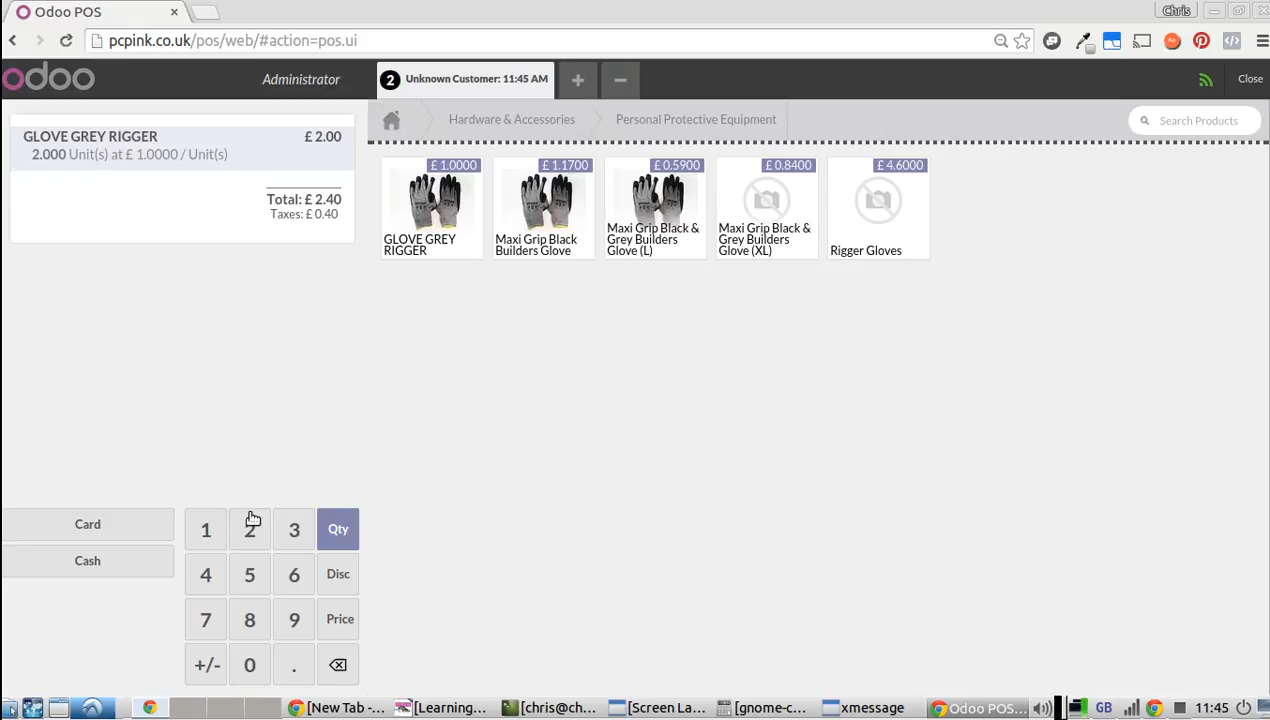 Odoo POS
Chris
pcpink.co.uk/pos/web/#action=pos.ui
odoo
Administrator
2 Unknown Customer: 11:45 AM
+
−
Close
GLOVE GREY RIGGER £ 2.00
2.000 Unit(s) at £ 1.0000 / Unit(s)
Total: £ 2.40
Taxes: £ 0.40
Hardware & Accessories
Personal Protective Equipment
Search Products
£ 1.0000
GLOVE GREY
RIGGER
£ 1.1700
Maxi Grip Black
Builders Glove
£ 0.5900
Maxi Grip Black &
Grey Builders
Glove (L)
£ 0.8400
Maxi Grip Black &
Grey Builders
Glove (XL)
£ 4.6000
Rigger Gloves
Card
Cash
1 2 3 Qty
4 5 6 Disc
7 8 9 Price
+/- 0 .
[New Tab -...
[Learning...
[chris@ch...
[Screen La...
[gnome-c...
xmessage
Odoo POS...
GB
11:45